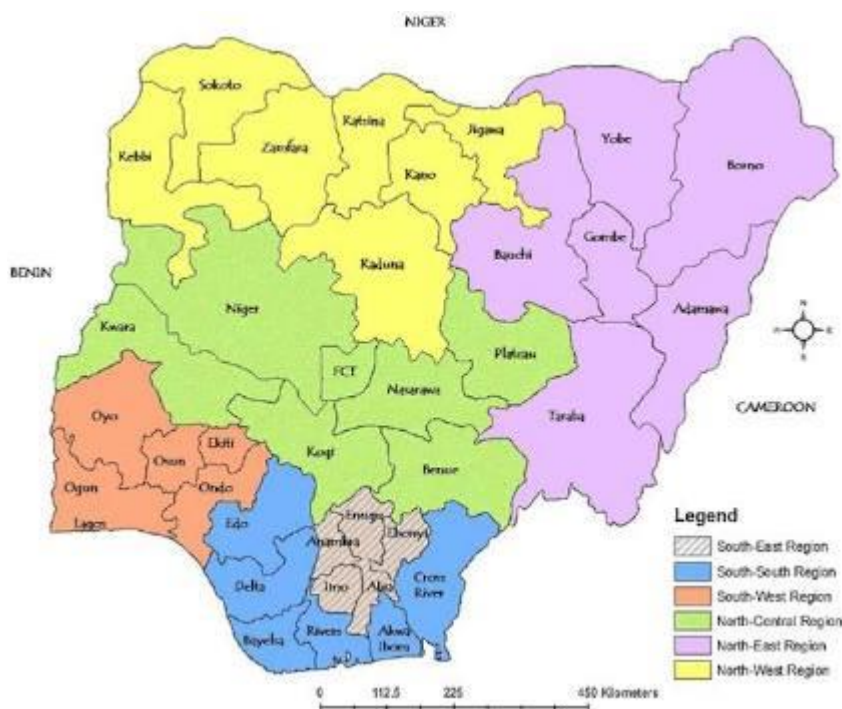 NIGER
Sokoto
Katsina
Jigawa
Yobe
Borno
Kebbi
Zamfara
Kano
Gombe
Bauchi
Kaduna
BENIN
Niger
Adamawa
Kwara
N
Plateau
FCT
Nasarawa
CAMEROON
Oyo
Taraba
Ekiti
Osun
Kogi
Benue
Ogun
Ondo
Lagos
Edo
Enugu
Ebonyi
Anambra
Legend
South-East Region
South-South Region
South-West Region
North-Central Region
North-East Region
North-West Region
Delta
Imo
Abia
Cross
River
Bayelsa
Rivers
Akwa
Ibom
0 112.5 225 450 Kilometers